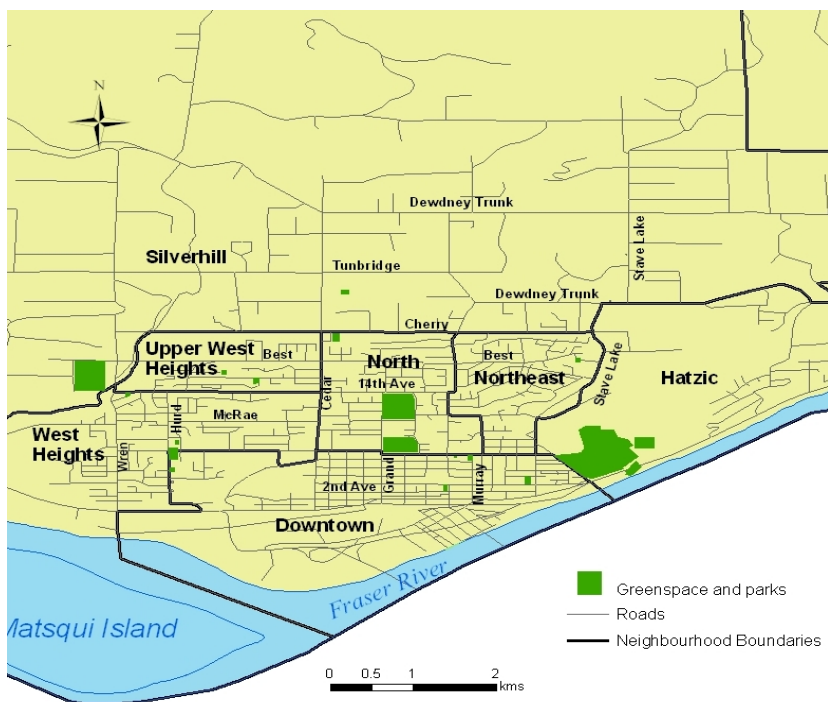 N
Dewdney Trunk
Stave Lake
Silverhill
Tunbridge
Dewdney Trunk
Cherry
Upper West
Heights
Best
North
Best
14th Ave
Northeast
Hatzic
Stave Lake
Cedar
McRae
Hurd
West
Heights
Wren
Grand
Murray
2nd Ave
Downtown
Fraser River
Matsqui Island
Greenspace and parks
Roads
Neighbourhood Boundaries
0 0.5 1 2
kms